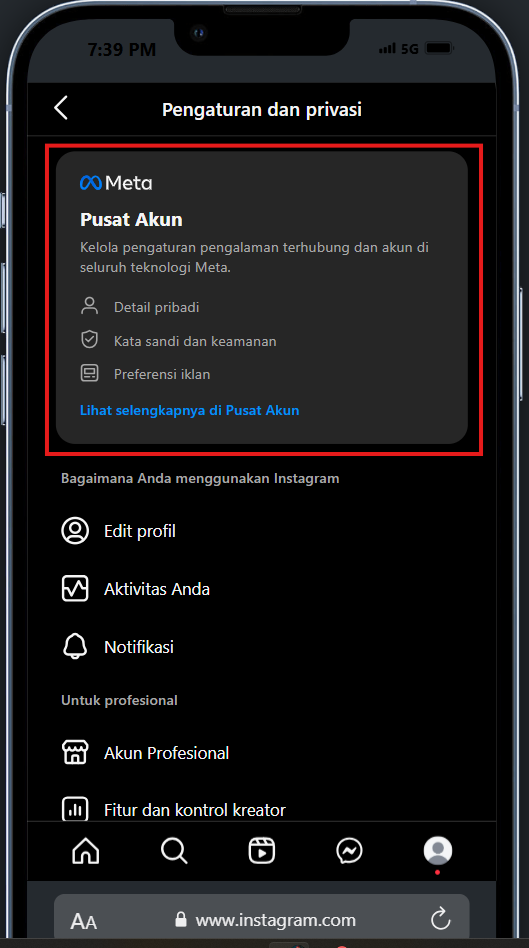 7:39 PM
5G
Pengaturan dan privasi
Meta
Pusat Akun
Kelola pengaturan pengalaman terhubung dan akun di
seluruh teknologi Meta.
Detail pribadi
Kata sandi dan keamanan
Preferensi iklan
Lihat selengkapnya di Pusat Akun
Bagaimana Anda menggunakan Instagram
Edit profil
Aktivitas Anda
Notifikasi
Untuk profesional
Akun Profesional
Fitur dan kontrol kreator
AA
www.instagram.com